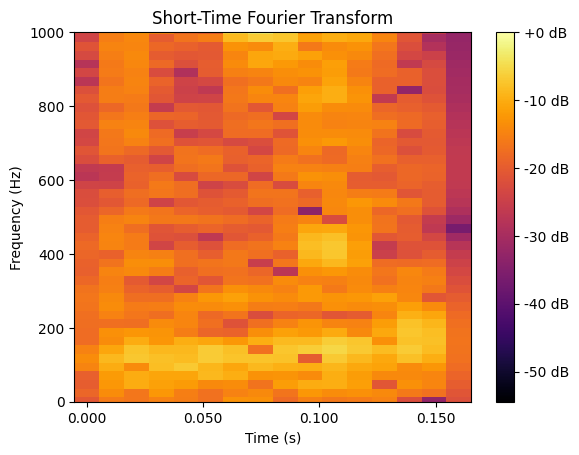 Short-Time Fourier Transform
1000
800
600
400
200
0
Frequency (Hz)
0.000
0.050
0.100
0.150
Time (s)
+0 dB
-10 dB
-20 dB
-30 dB
-40 dB
-50 dB